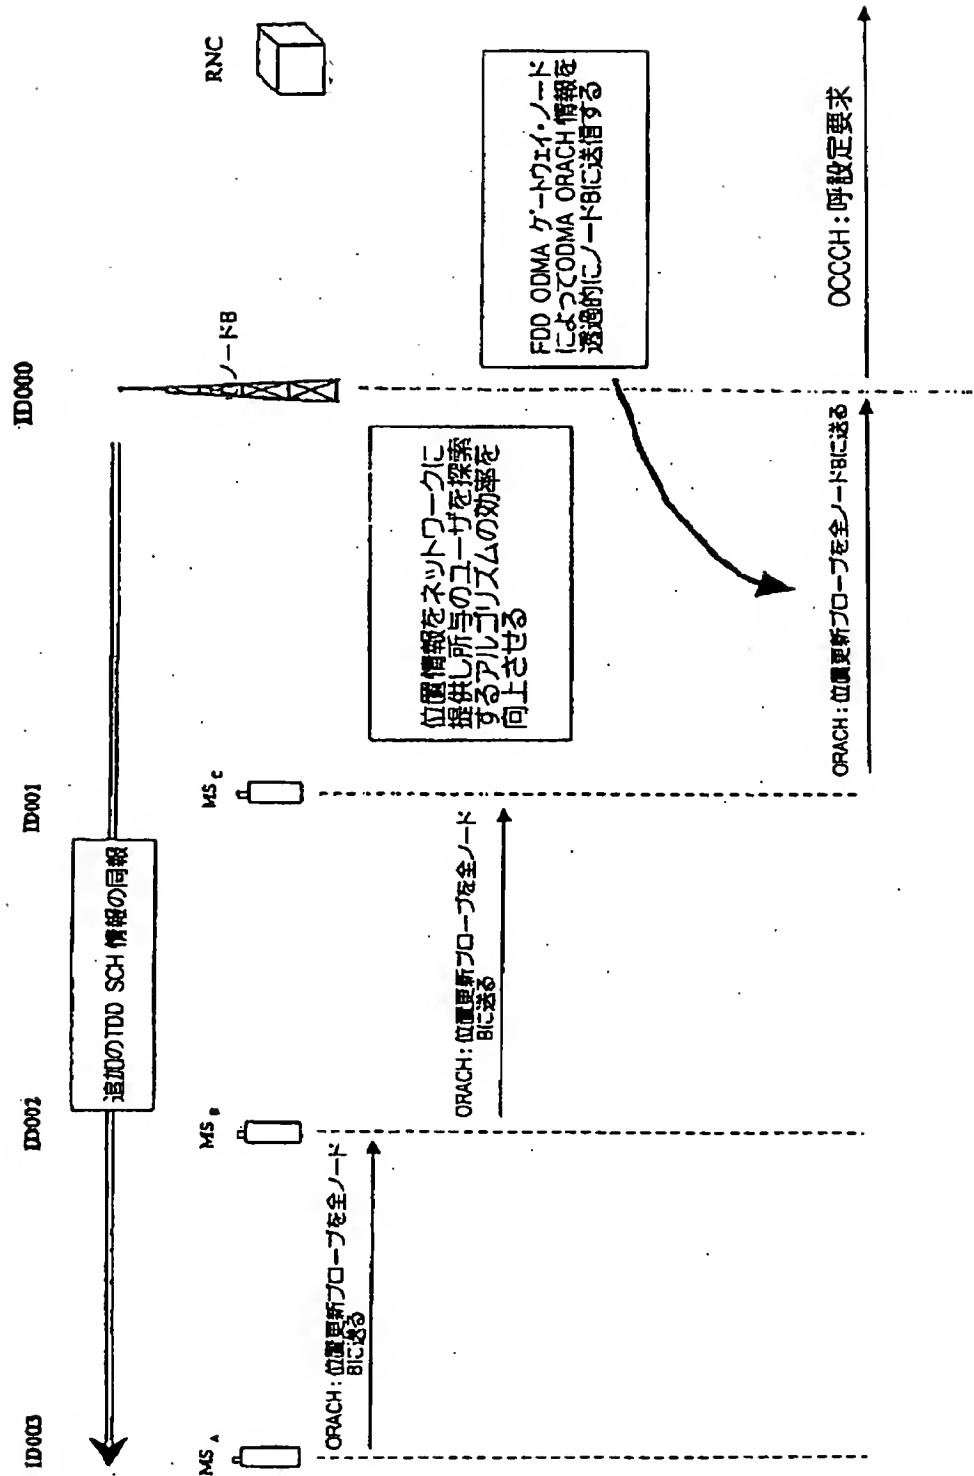 ID003
ID002
ID001
ID000
追加のTDD SCH 情報の同報
MS A
MS B
MS C
ノードB
RNC
ORACH:位置更新プローブを全ノード
Bに送る
位置情報をネットワークに
提供し所与のユーザを探索
するアルゴリズムの効率を
向上させる
ORACH:位置更新プローブを全ノード
Bに送る
FDD ODMA ゲートウェイ・ノード
によってODMA ORACH 情報を
透過的にノードBに送信する
ORACH:位置更新プローブを全ノードBに送る
OCCCH:呼設定要求